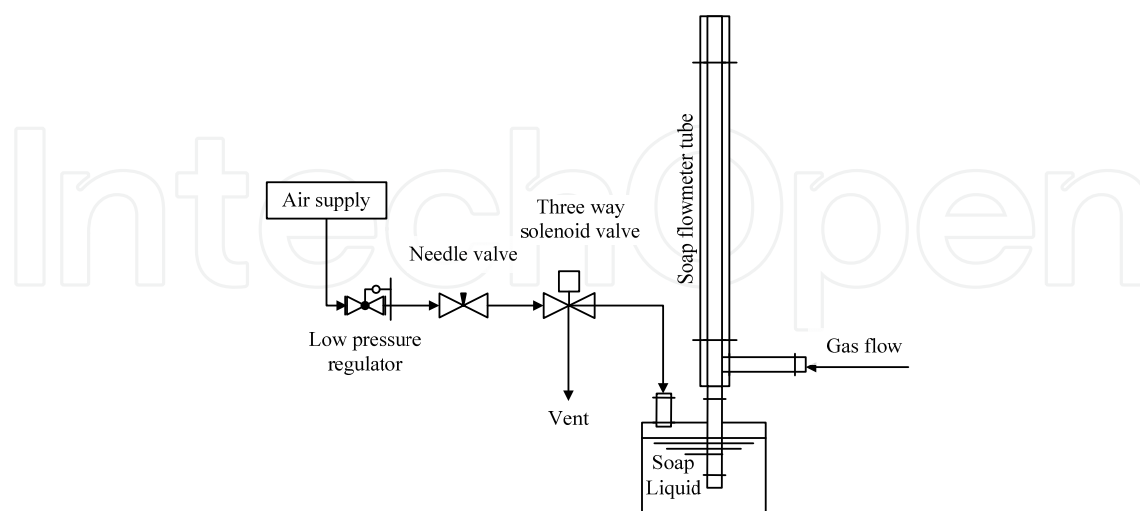 IntechOpen
Air supply
Three way
solenoid valve
Needle valve
Low pressure
regulator
Vent
Soap flowmeter tube
Gas flow
Soap
Liquid